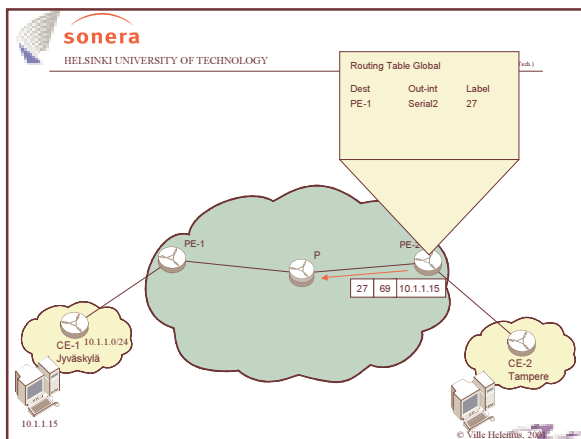 sonera
HELSINKI UNIVERSITY OF TECHNOLOGY
Tech.)
Routing Table Global
Dest Out-int Label
PE-1 Serial2 27
PE-1
P
PE-2
27 69 10.1.1.15
CE-1 10.1.1.0/24
Jyväskylä
CE-2
Tampere
10.1.1.15
© Ville Helenius,